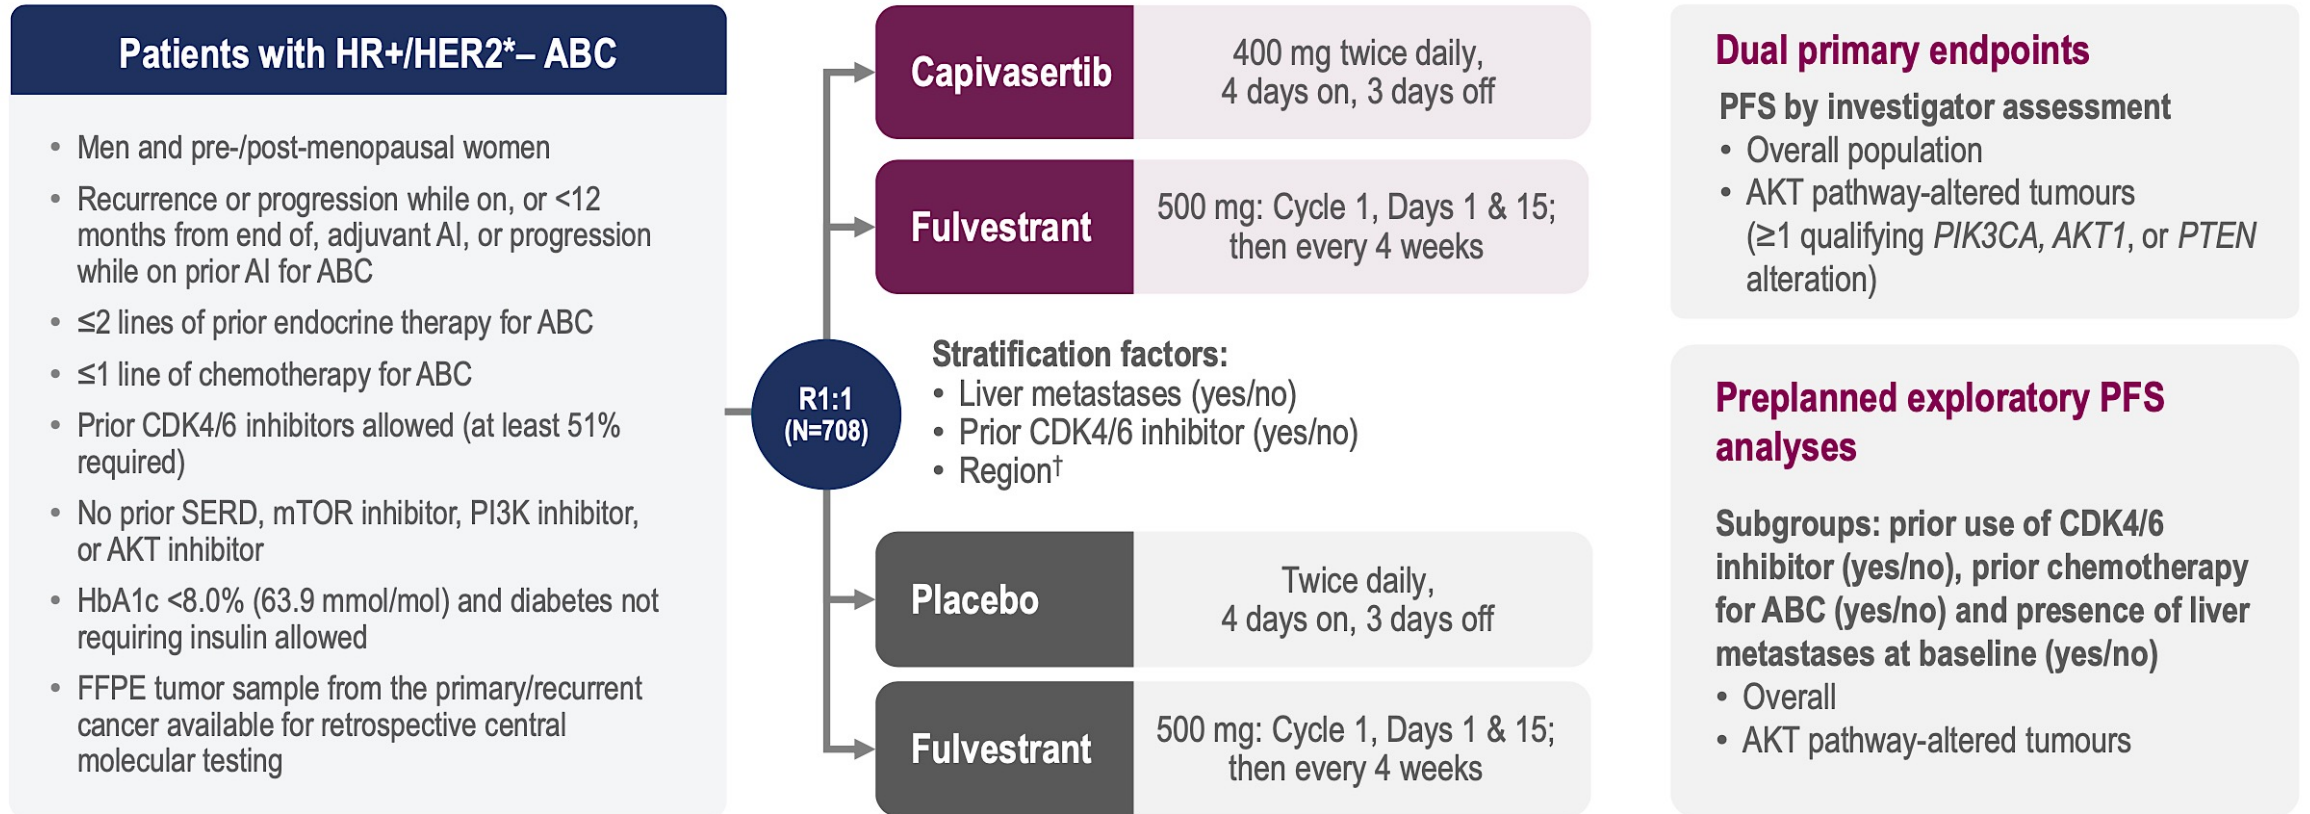 Patients with HR+/HER2*– ABC
• Men and pre-/post-menopausal women
• Recurrence or progression while on, or <12
months from end of, adjuvant AI, or progression
while on prior AI for ABC
• ≤2 lines of prior endocrine therapy for ABC
• ≤1 line of chemotherapy for ABC
• Prior CDK4/6 inhibitors allowed (at least 51%
required)
• No prior SERD, mTOR inhibitor, PI3K inhibitor,
or AKT inhibitor
• HbA1c <8.0% (63.9 mmol/mol) and diabetes not
requiring insulin allowed
• FFPE tumor sample from the primary/recurrent
cancer available for retrospective central
molecular testing
R1:1
(N=708)
Capivasertib
400 mg twice daily,
4 days on, 3 days off
Fulvestrant
500 mg: Cycle 1, Days 1 & 15;
then every 4 weeks
Stratification factors:
• Liver metastases (yes/no)
• Prior CDK4/6 inhibitor (yes/no)
• Region†
Placebo
Twice daily,
4 days on, 3 days off
Fulvestrant
500 mg: Cycle 1, Days 1 & 15;
then every 4 weeks
Dual primary endpoints
PFS by investigator assessment
• Overall population
• AKT pathway-altered tumours
(≥1 qualifying PIK3CA, AKT1, or PTEN
alteration)
Preplanned exploratory PFS
analyses
Subgroups: prior use of CDK4/6
inhibitor (yes/no), prior chemotherapy
for ABC (yes/no) and presence of liver
metastases at baseline (yes/no)
• Overall
• AKT pathway-altered tumours